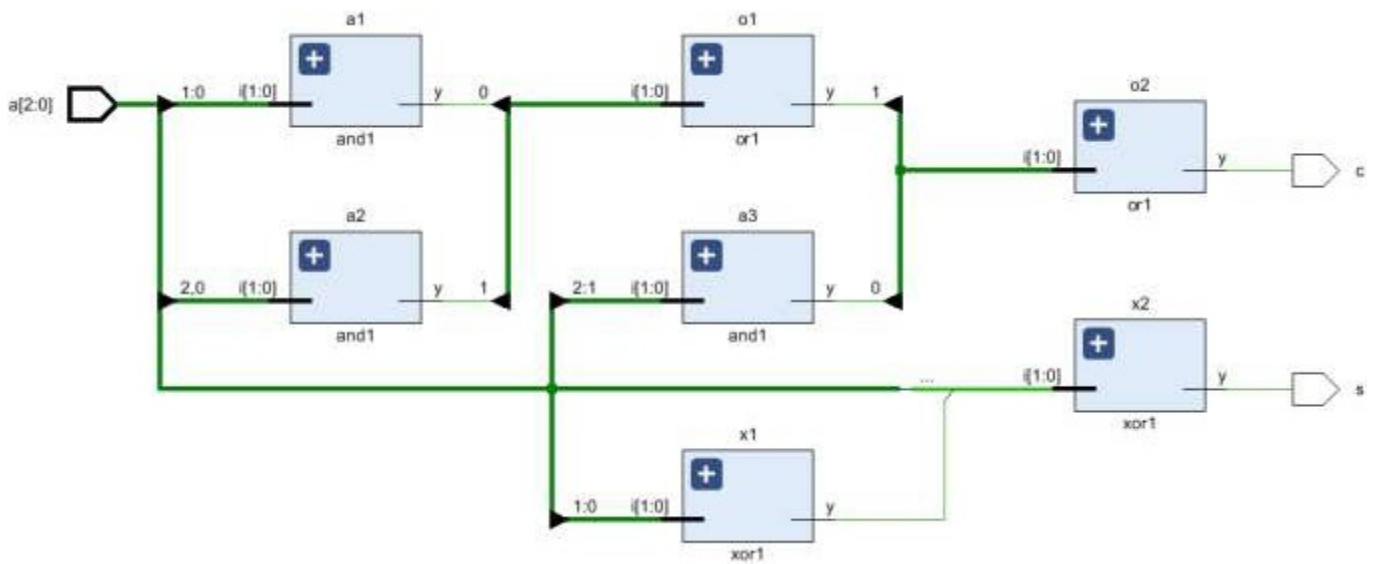 a1
o1
a[2:0]
1:0
i[1:0]
y
0
i[1:0]
y
1
o2
and1
or1
i[1:0]
y
c
a2
a3
or1
2,0
i[1:0]
y
1
2:1
i[1:0]
y
0
x2
and1
and1
...
i[1:0]
y
s
x1
xor1
1:0
i[1:0]
y
xor1